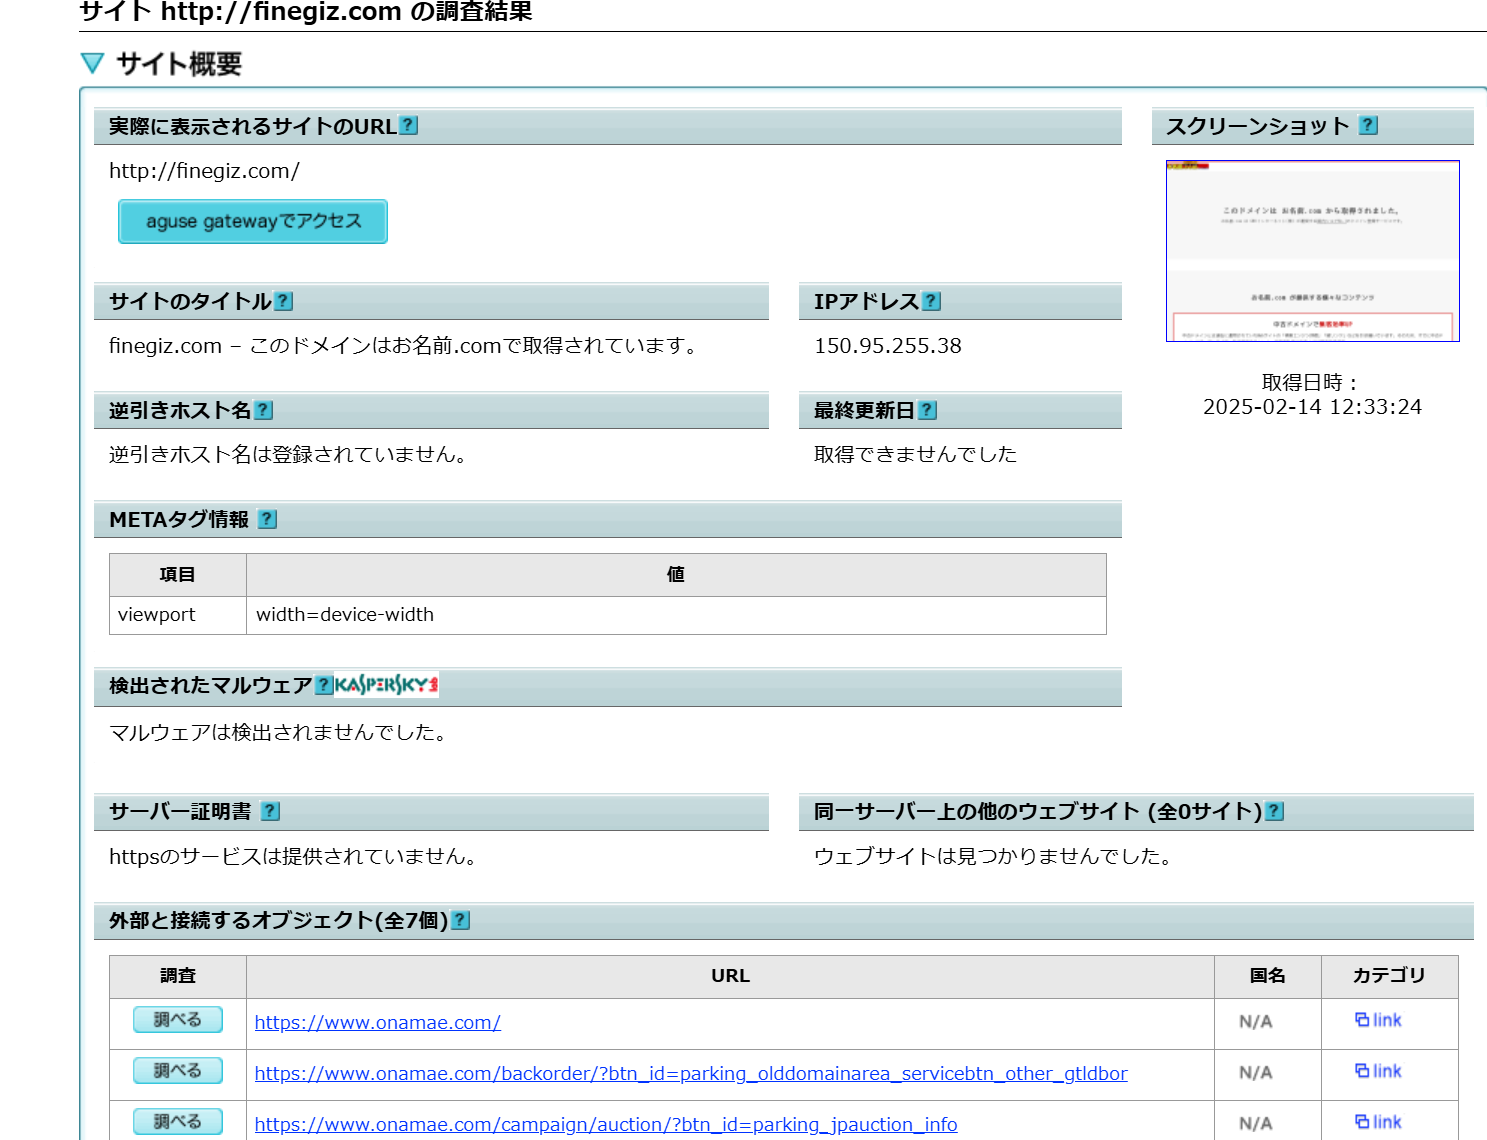 サイト http://finegiz.com の調査結果
サイト概要
実際に表示されるサイトのURL?
スクリーンショット ?
http://finegiz.com/
aguse gatewayでアクセス
このドメインは お名前.com から取得されました。
お名前.com が提供する様々なコンテンツ
サイトのタイトル?
IPアドレス?
finegiz.com – このドメインはお名前.comで取得されています。
150.95.255.38
取得日時：
2025-02-14 12:33:24
逆引きホスト名?
最終更新日?
逆引きホスト名は登録されていません。
取得できませんでした
METAタグ情報 ?
項目 値
viewport width=device-width
検出されたマルウェア?KASPERSKY
マルウェアは検出されませんでした。
サーバー証明書 ?
同一サーバー上の他のウェブサイト (全0サイト)?
httpsのサービスは提供されていません。
ウェブサイトは見つかりませんでした。
外部と接続するオブジェクト(全7個)?
調査 URL 国名 カテゴリ
調べる https://www.onamae.com/ N/A link
調べる https://www.onamae.com/backorder/?btn_id=parking_olddomainarea_servicebtn_other_gtldbor N/A link
調べる https://www.onamae.com/campaign/auction/?btn_id=parking_jpauction_info N/A link